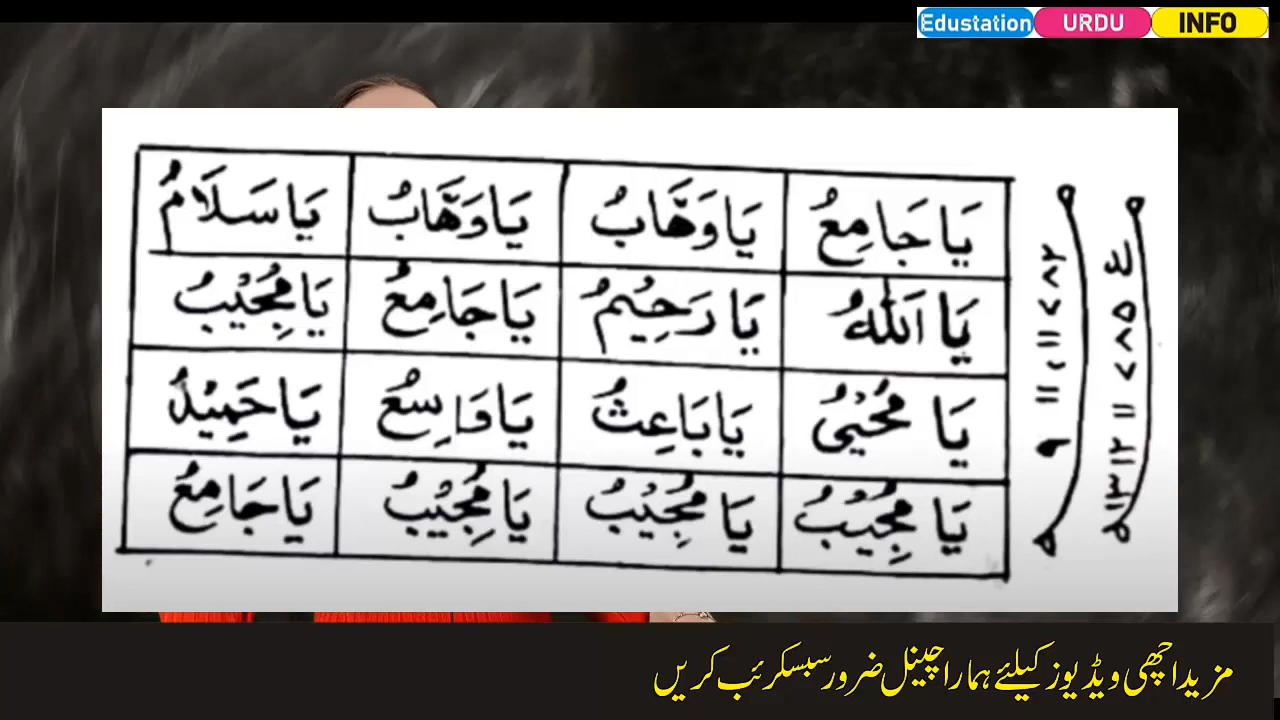 Edustation URDU INFO
يَا جَامِعُ يَا وَهَّابُ يَا وَهَّابُ يَا سَلَامُ
يَا اَللّٰهُ يَا رَحِيْمُ يَا جَامِعُ يَا مُجِيْبُ
يَا مُحْيِيُ يَا بَاعِثُ يَا وَاسِعُ يَا حَمِيْدُ
يَا مُجِيْبُ يَا مُجِيْبُ يَا مُجِيْبُ يَا جَامِعُ
مزید اچھی ویڈیوز کیلئے ہمارا چینل ضرور سبسکرائب کریں